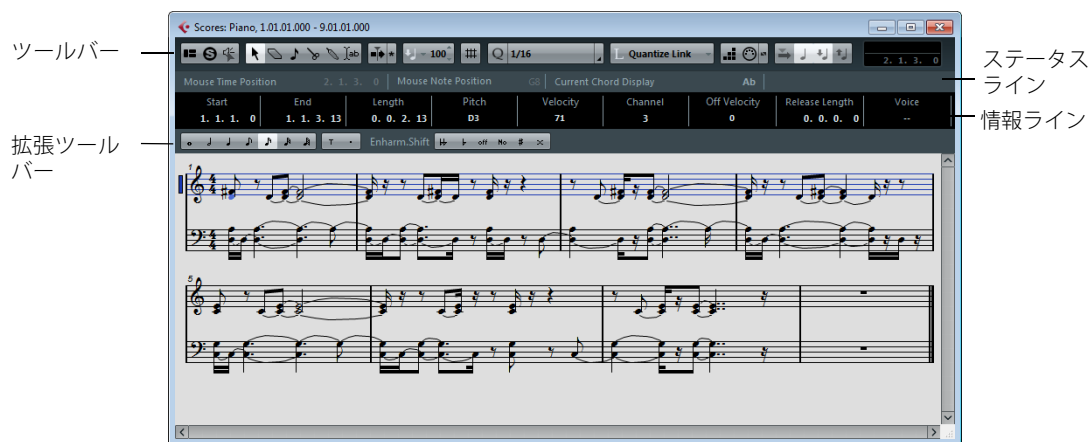 Scores: Piano, 1.01.01.000 - 9.01.01.000
ツールバー
100 Q 1/16 L Quantize Link 2. 1. 3. 0
ステータス
ライン
Mouse Time Position 2. 1. 3. 0 Mouse Note Position G8 Current Chord Display Ab
Start End Length Pitch Velocity Channel Off Velocity Release Length Voice
1. 1. 1. 0 1. 1. 3. 13 0. 0. 2. 13 D3 71 3 0 0. 0. 0. 0 --
情報ライン
拡張ツール
バー
T Enharm.Shift off No
1
5